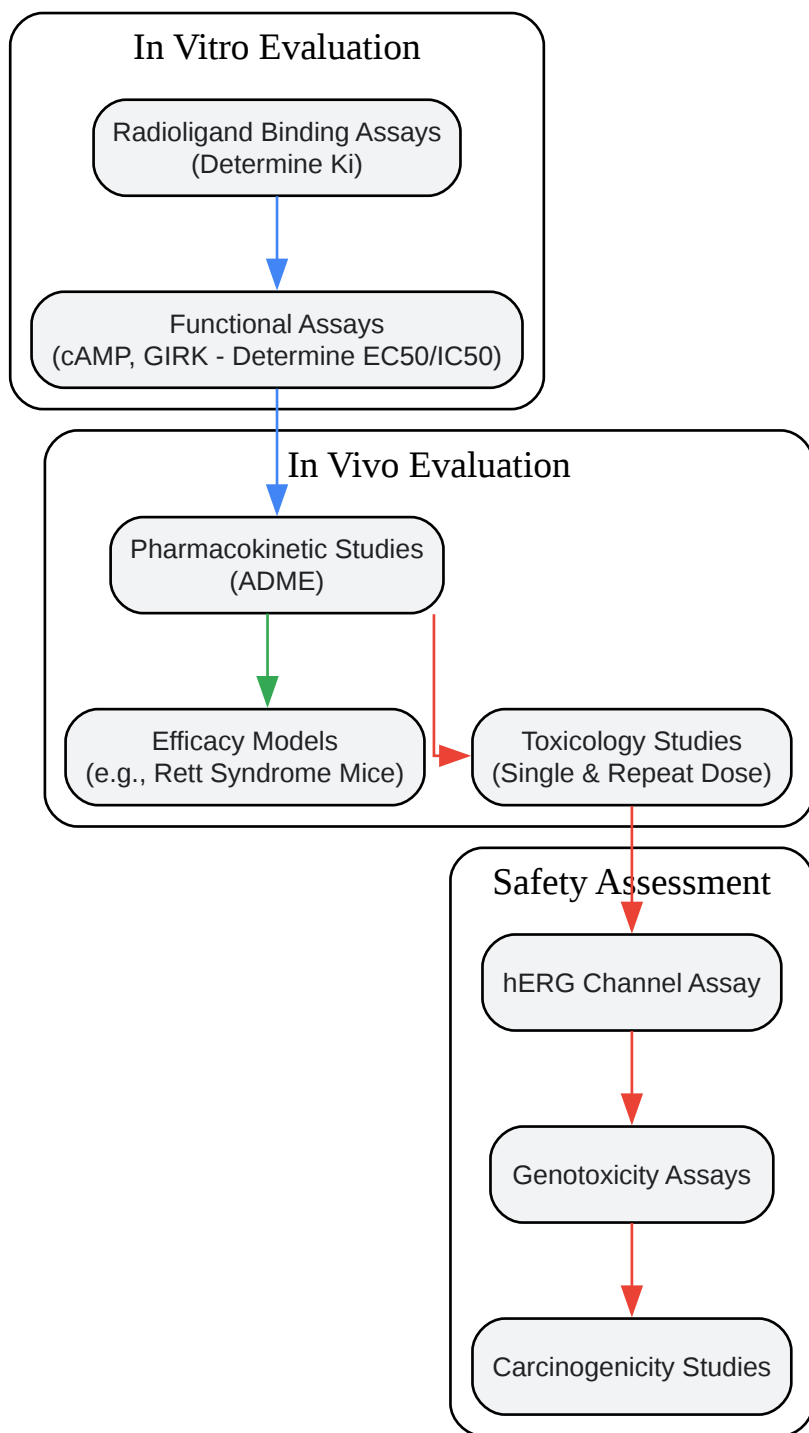 In Vitro Evaluation
Radioligand Binding Assays
(Determine Ki)
Functional Assays
(cAMP, GIRK - Determine EC50/IC50)
In Vivo Evaluation
Pharmacokinetic Studies
(ADME)
Efficacy Models
(e.g., Rett Syndrome Mice)
Toxicology Studies
(Single & Repeat Dose)
Safety Assessment
hERG Channel Assay
Genotoxicity Assays
Carcinogenicity Studies